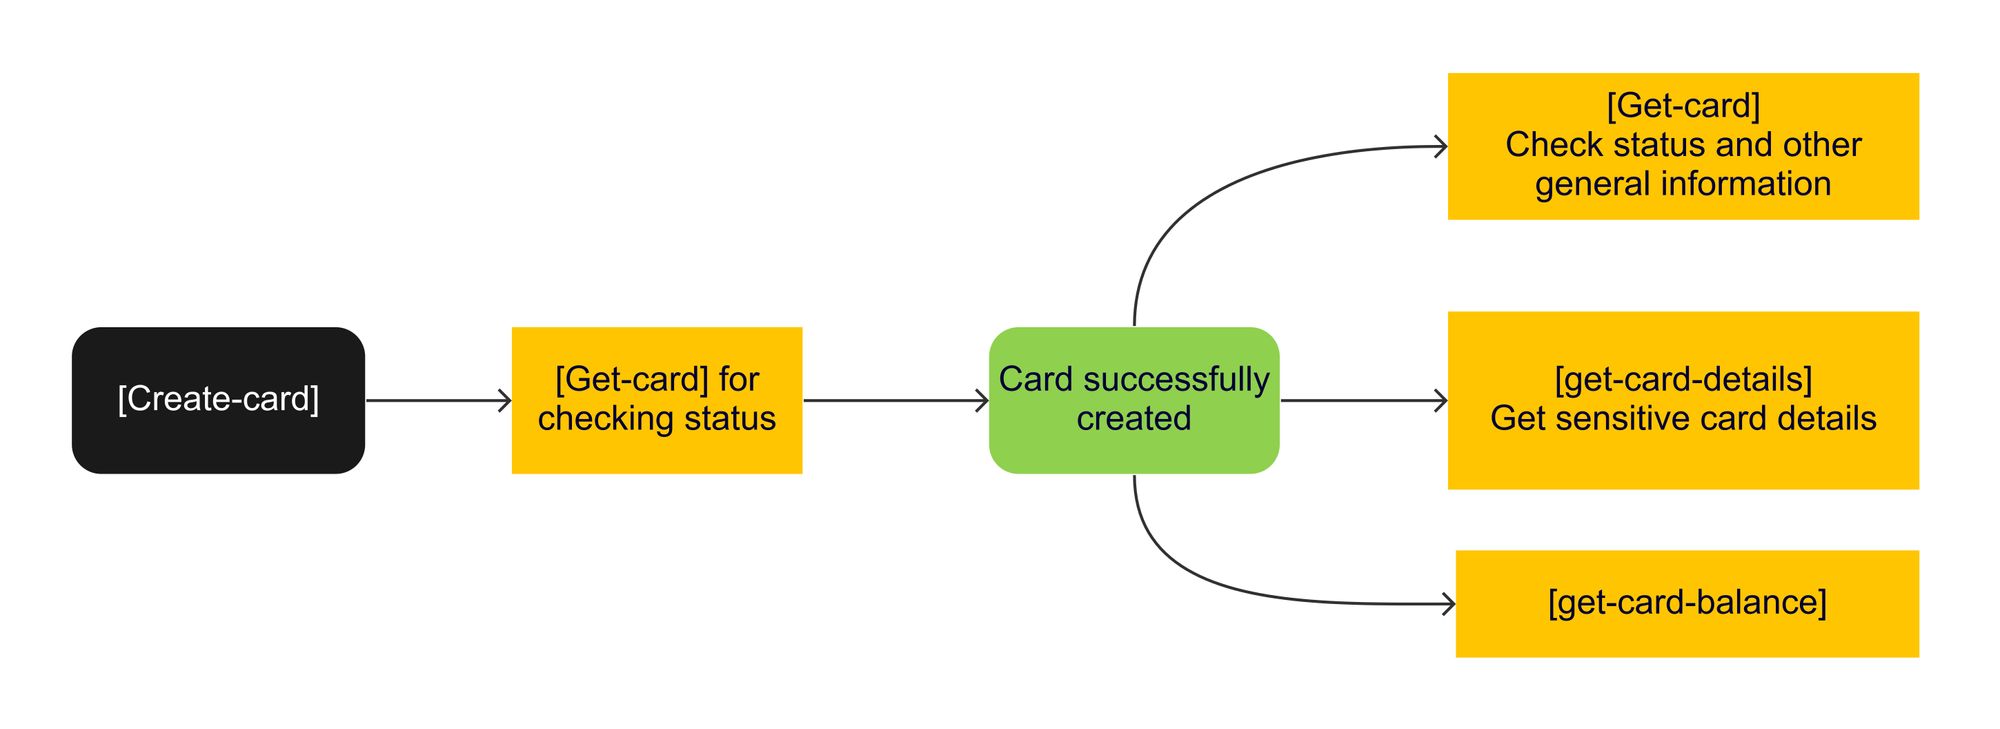 [Create-card]
[Get-card] for
checking status
Card successfully
created
[Get-card]
Check status and other
general information
[get-card-details]
Get sensitive card details
[get-card-balance]